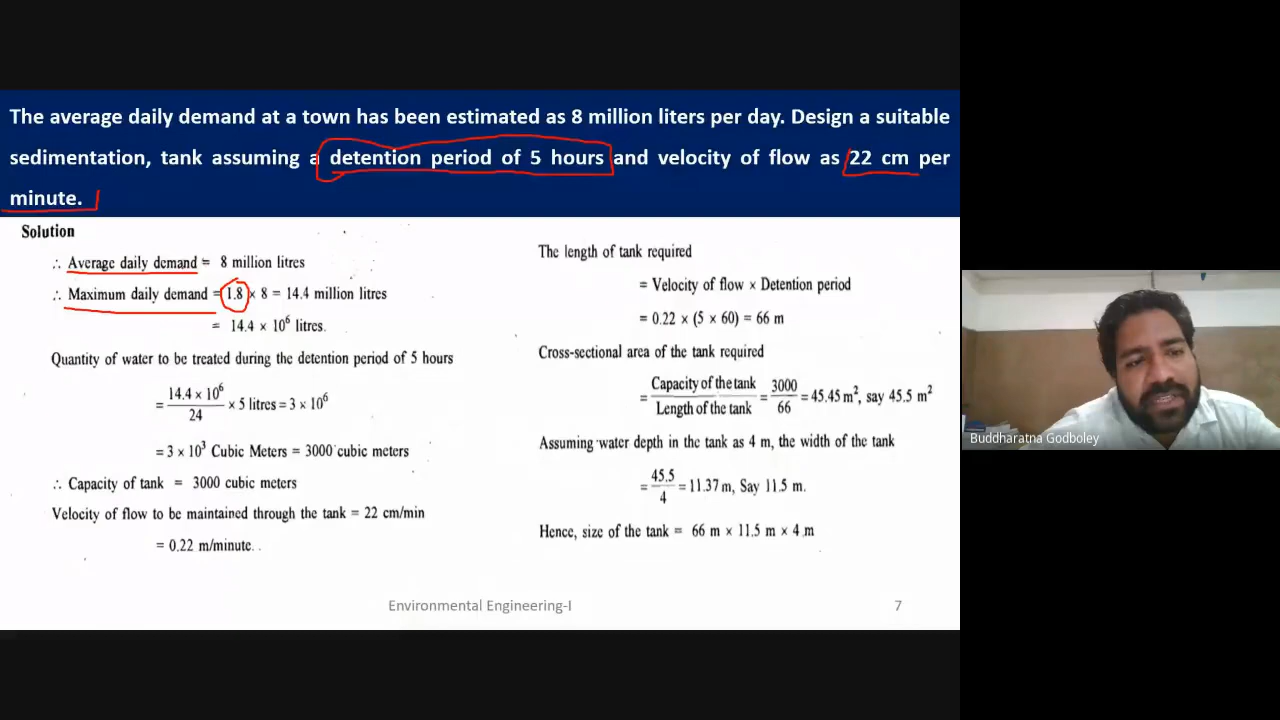 The average daily demand at a town has been estimated as 8 million liters per day. Design a suitable
sedimentation, tank assuming a detention period of 5 hours and velocity of flow as 22 cm per
minute.
Solution
∴ Average daily demand = 8 million litres
∴ Maximum daily demand = 1.8 × 8 = 14.4 million litres
= 14.4 × 10⁶ litres.
Quantity of water to be treated during the detention period of 5 hours
= 14.4 × 10⁶ / 24 × 5 litres = 3 × 10⁶
= 3 × 10³ Cubic Meters = 3000 cubic meters
∴ Capacity of tank = 3000 cubic meters
Velocity of flow to be maintained through the tank = 22 cm/min
= 0.22 m/minute.
The length of tank required
= Velocity of flow × Detention period
= 0.22 × (5 × 60) = 66 m
Cross-sectional area of the tank required
= Capacity of the tank / Length of the tank = 3000 / 66 = 45.45 m², say 45.5 m²
Assuming water depth in the tank as 4 m, the width of the tank
= 45.5 / 4 = 11.37 m, Say 11.5 m.
Hence, size of the tank = 66 m × 11.5 m × 4 m
Environmental Engineering-I
7
Buddharatna Godboley